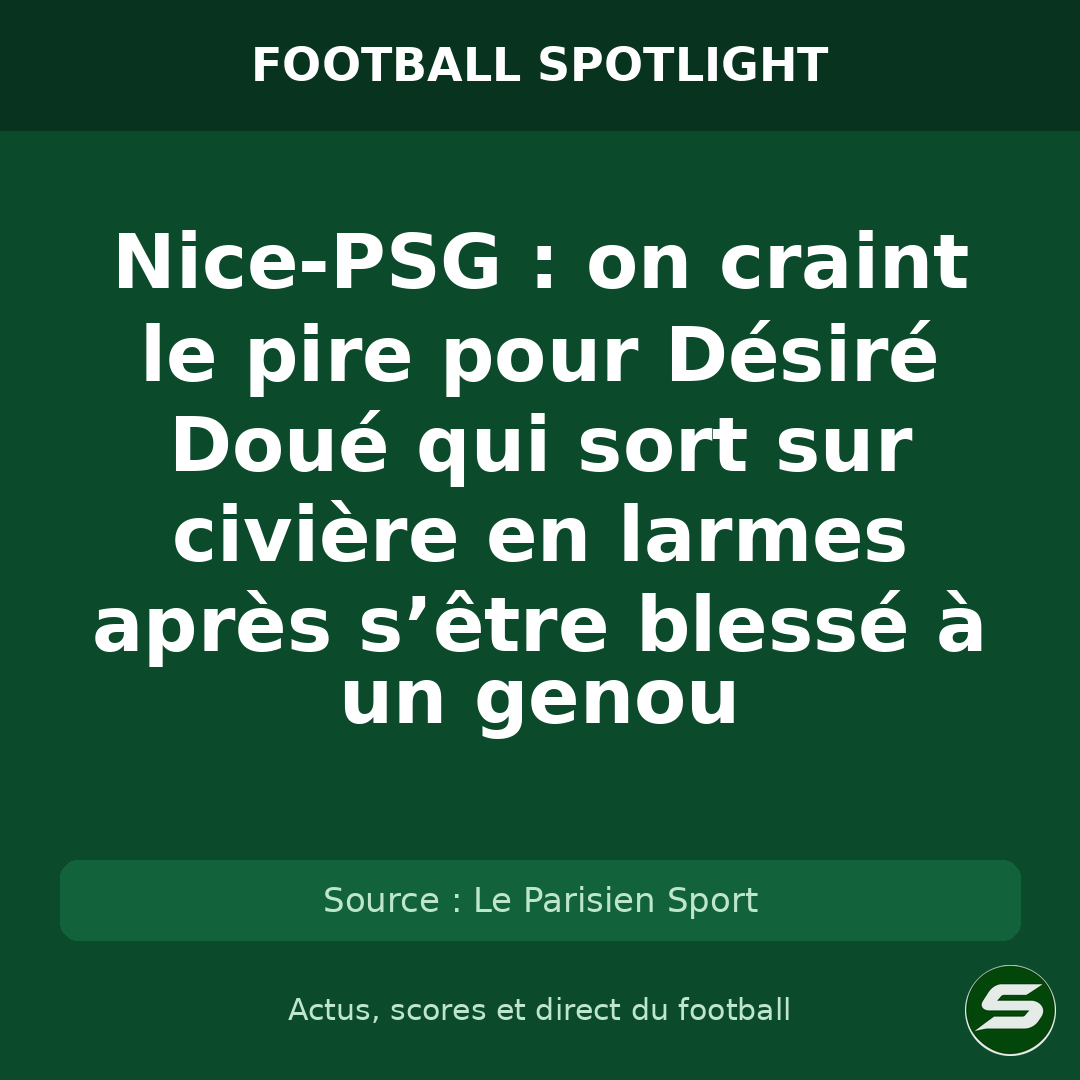 FOOTBALL SPOTLIGHT
Nice-PSG : on craint
le pire pour Désiré
Doué qui sort sur
civière en larmes
après s’être blessé à
un genou
Source : Le Parisien Sport
Actus, scores et direct du football